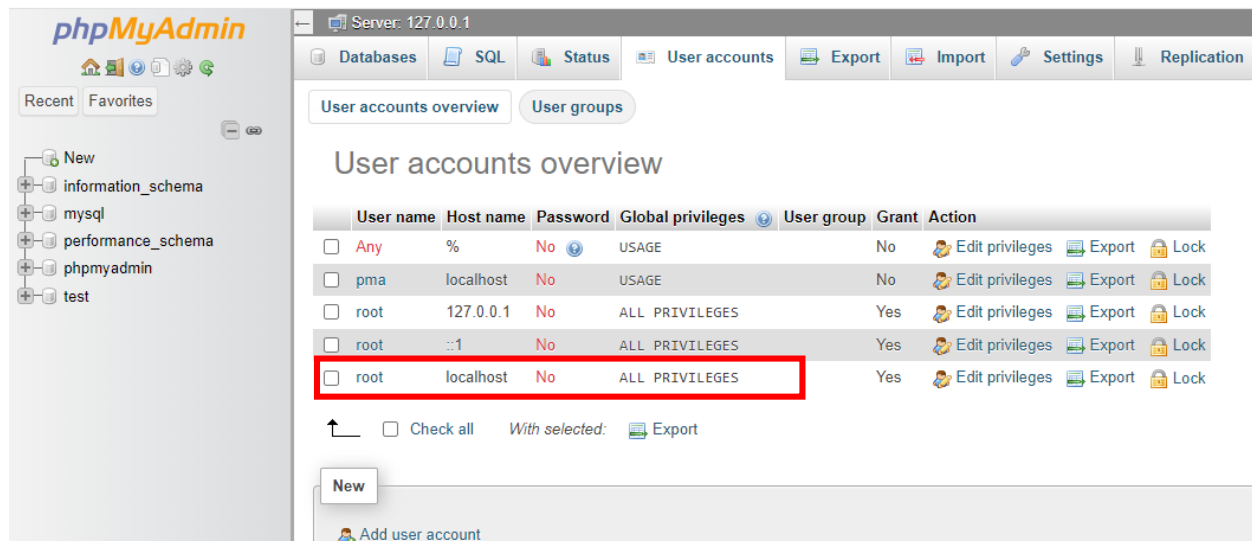 phpMyAdmin
Recent Favorites
New
information_schema
mysql
performance_schema
phpmyadmin
test
Server: 127.0.0.1
Databases SQL Status User accounts Export Import Settings Replication
User accounts overview User groups
User accounts overview
User name Host name Password Global privileges User group Grant Action
Any % No USAGE No Edit privileges Export Lock
pma localhost No USAGE No Edit privileges Export Lock
root 127.0.0.1 No ALL PRIVILEGES Yes Edit privileges Export Lock
root ::1 No ALL PRIVILEGES Yes Edit privileges Export Lock
root localhost No ALL PRIVILEGES Yes Edit privileges Export Lock
Check all With selected: Export
New
Add user account